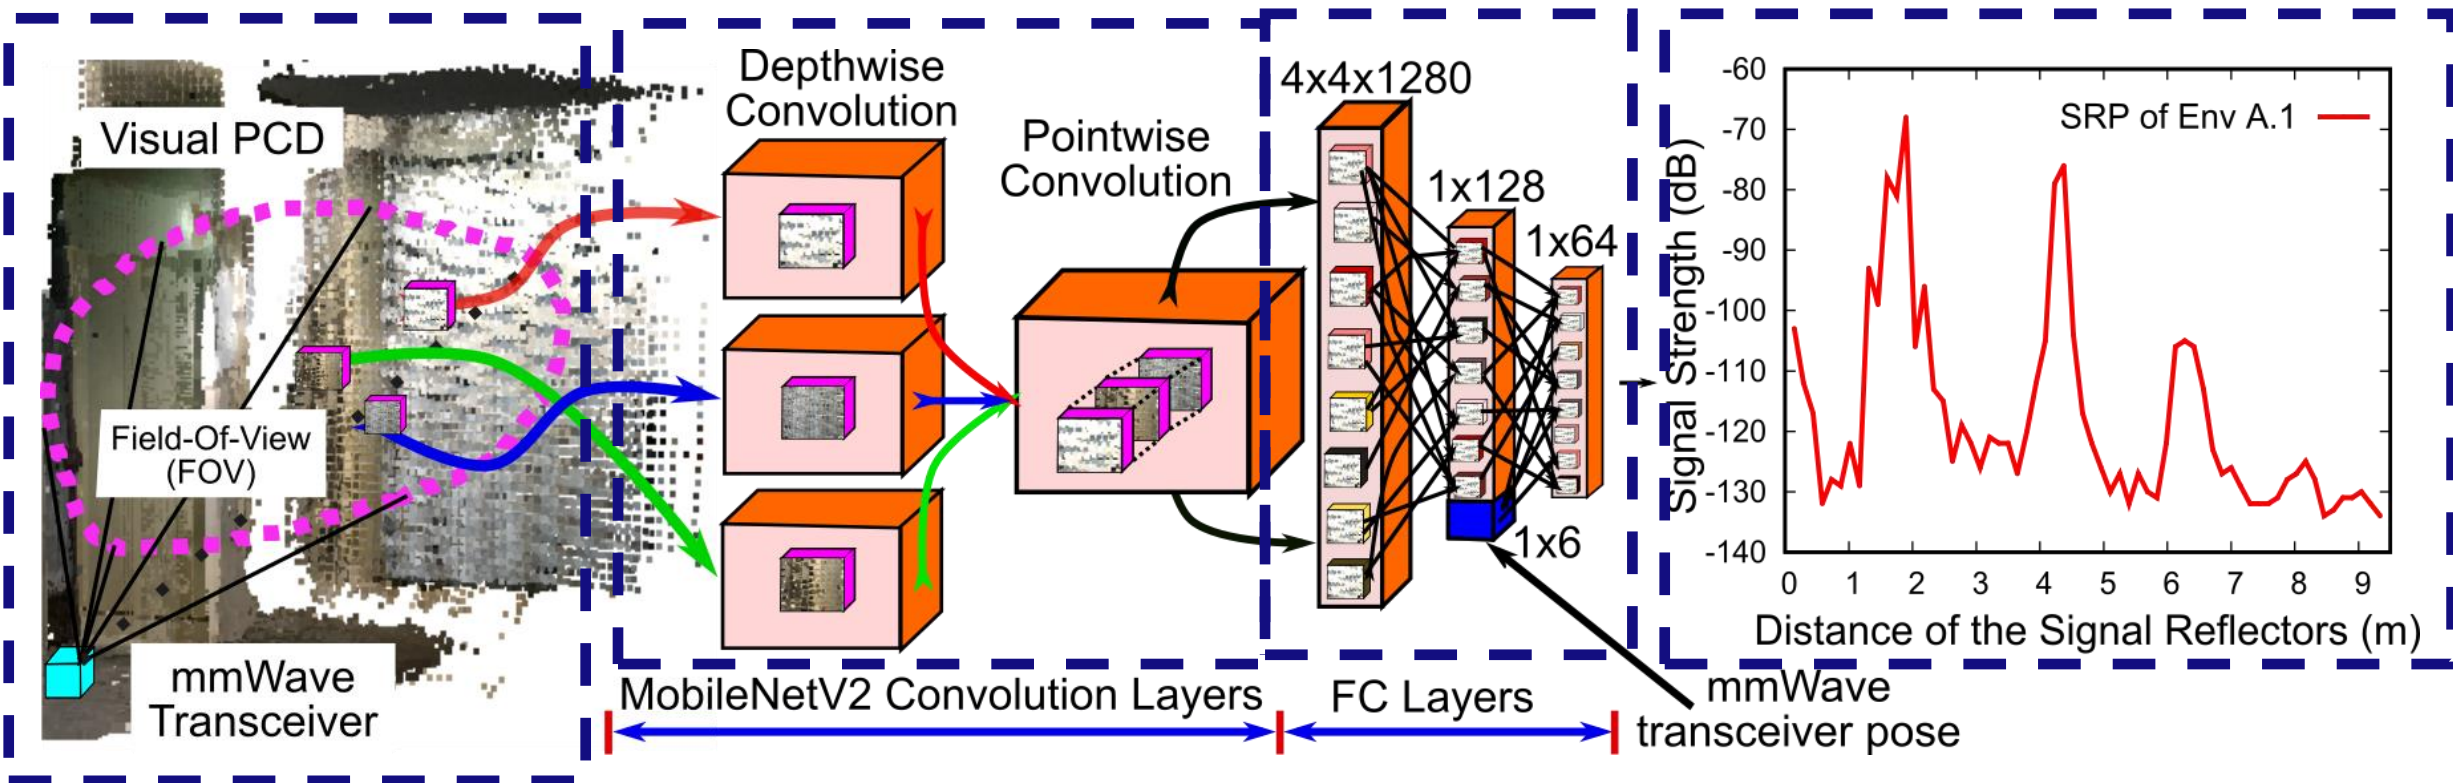 Visual PCD
Field-Of-View
(FOV)
mmWave
Transceiver
Depthwise
Convolution
Pointwise
Convolution
MobileNetV2 Convolution Layers
4x4x1280
1x128
1x64
1x6
FC Layers
mmWave
transceiver pose
Signal Strength (dB)
-60
-70
-80
-90
-100
-110
-120
-130
-140
SRP of Env A.1
0 1 2 3 4 5 6 7 8 9
Distance of the Signal Reflectors (m)